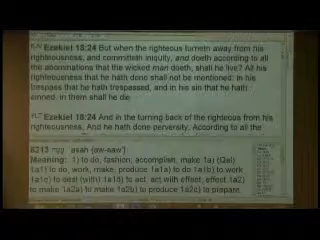 KJV Ezekiel 18:24 But when the righteous turneth away from his
righteousness, and committeth iniquity, and doeth according to all
the abominations that the wicked man doeth, shall he live? All his
righteousness that he hath done shall not be mentioned: in his
trespass that he hath trespassed, and in his sin that he hath
sinned, in them shall he die.
YLT Ezekiel 18:24 And in the turning back of the righteous from his
righteousness, And he hath done perversity, According to all the
6213 asah {aw-saw'}
Meaning: 1) to do, fashion, accomplish, make 1a) (Qal)
1a1) to do, work, make, produce 1a1a) to do 1a1b) to work
1a1c) to deal (with) 1a1d) to act, act with effect, effect 1a2)
to make 1a2a) to make 1a2b) to produce 1a2c) to prepare